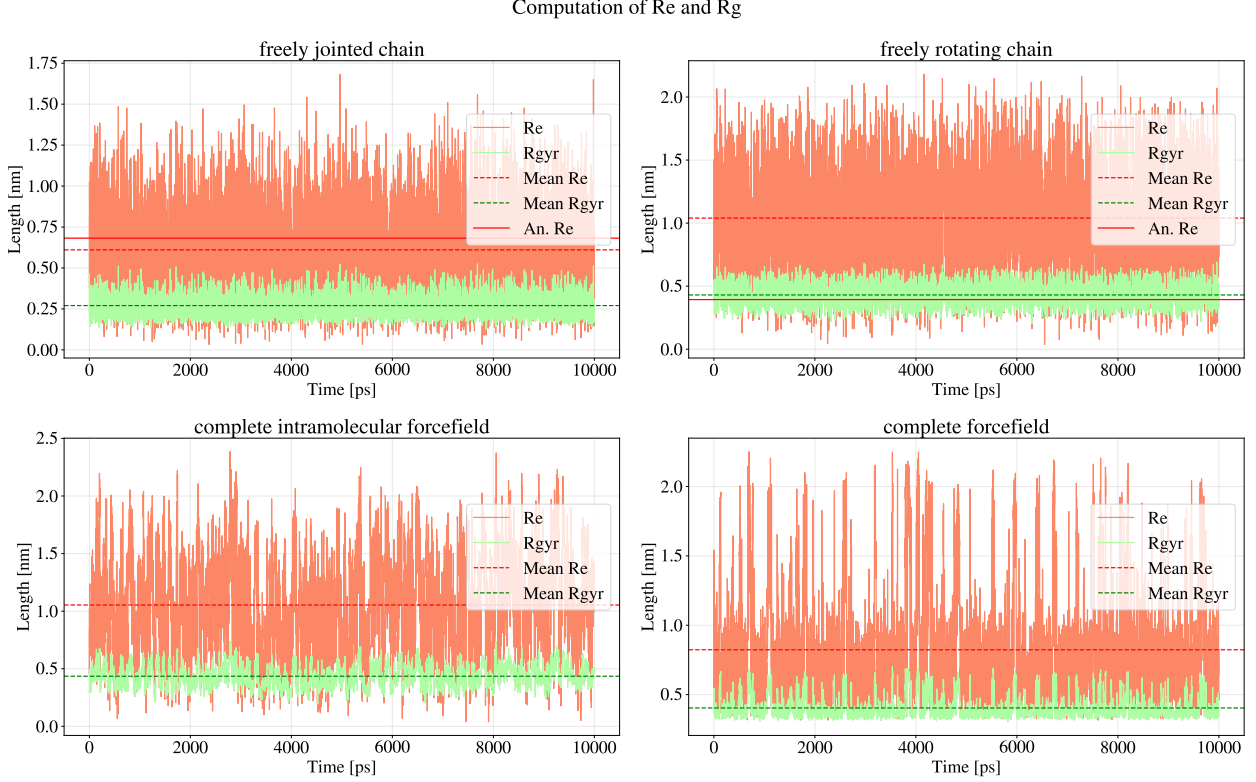 Computation of Re and Rg
freely jointed chain
1.75
1.50
1.25
1.00
0.75
0.50
0.25
0.00
Length [nm]
0
2000
4000
6000
8000
10000
Time [ps]
Re
Rgyr
Mean Re
Mean Rgyr
An. Re
freely rotating chain
2.0
1.5
1.0
0.5
0.0
Length [nm]
0
2000
4000
6000
8000
10000
Time [ps]
Re
Rgyr
Mean Re
Mean Rgyr
An. Re
complete intramolecular forcefield
2.5
2.0
1.5
1.0
0.5
0.0
Length [nm]
0
2000
4000
6000
8000
10000
Time [ps]
Re
Rgyr
Mean Re
Mean Rgyr
complete forcefield
2.0
1.5
1.0
0.5
Length [nm]
0
2000
4000
6000
8000
10000
Time [ps]
Re
Rgyr
Mean Re
Mean Rgyr